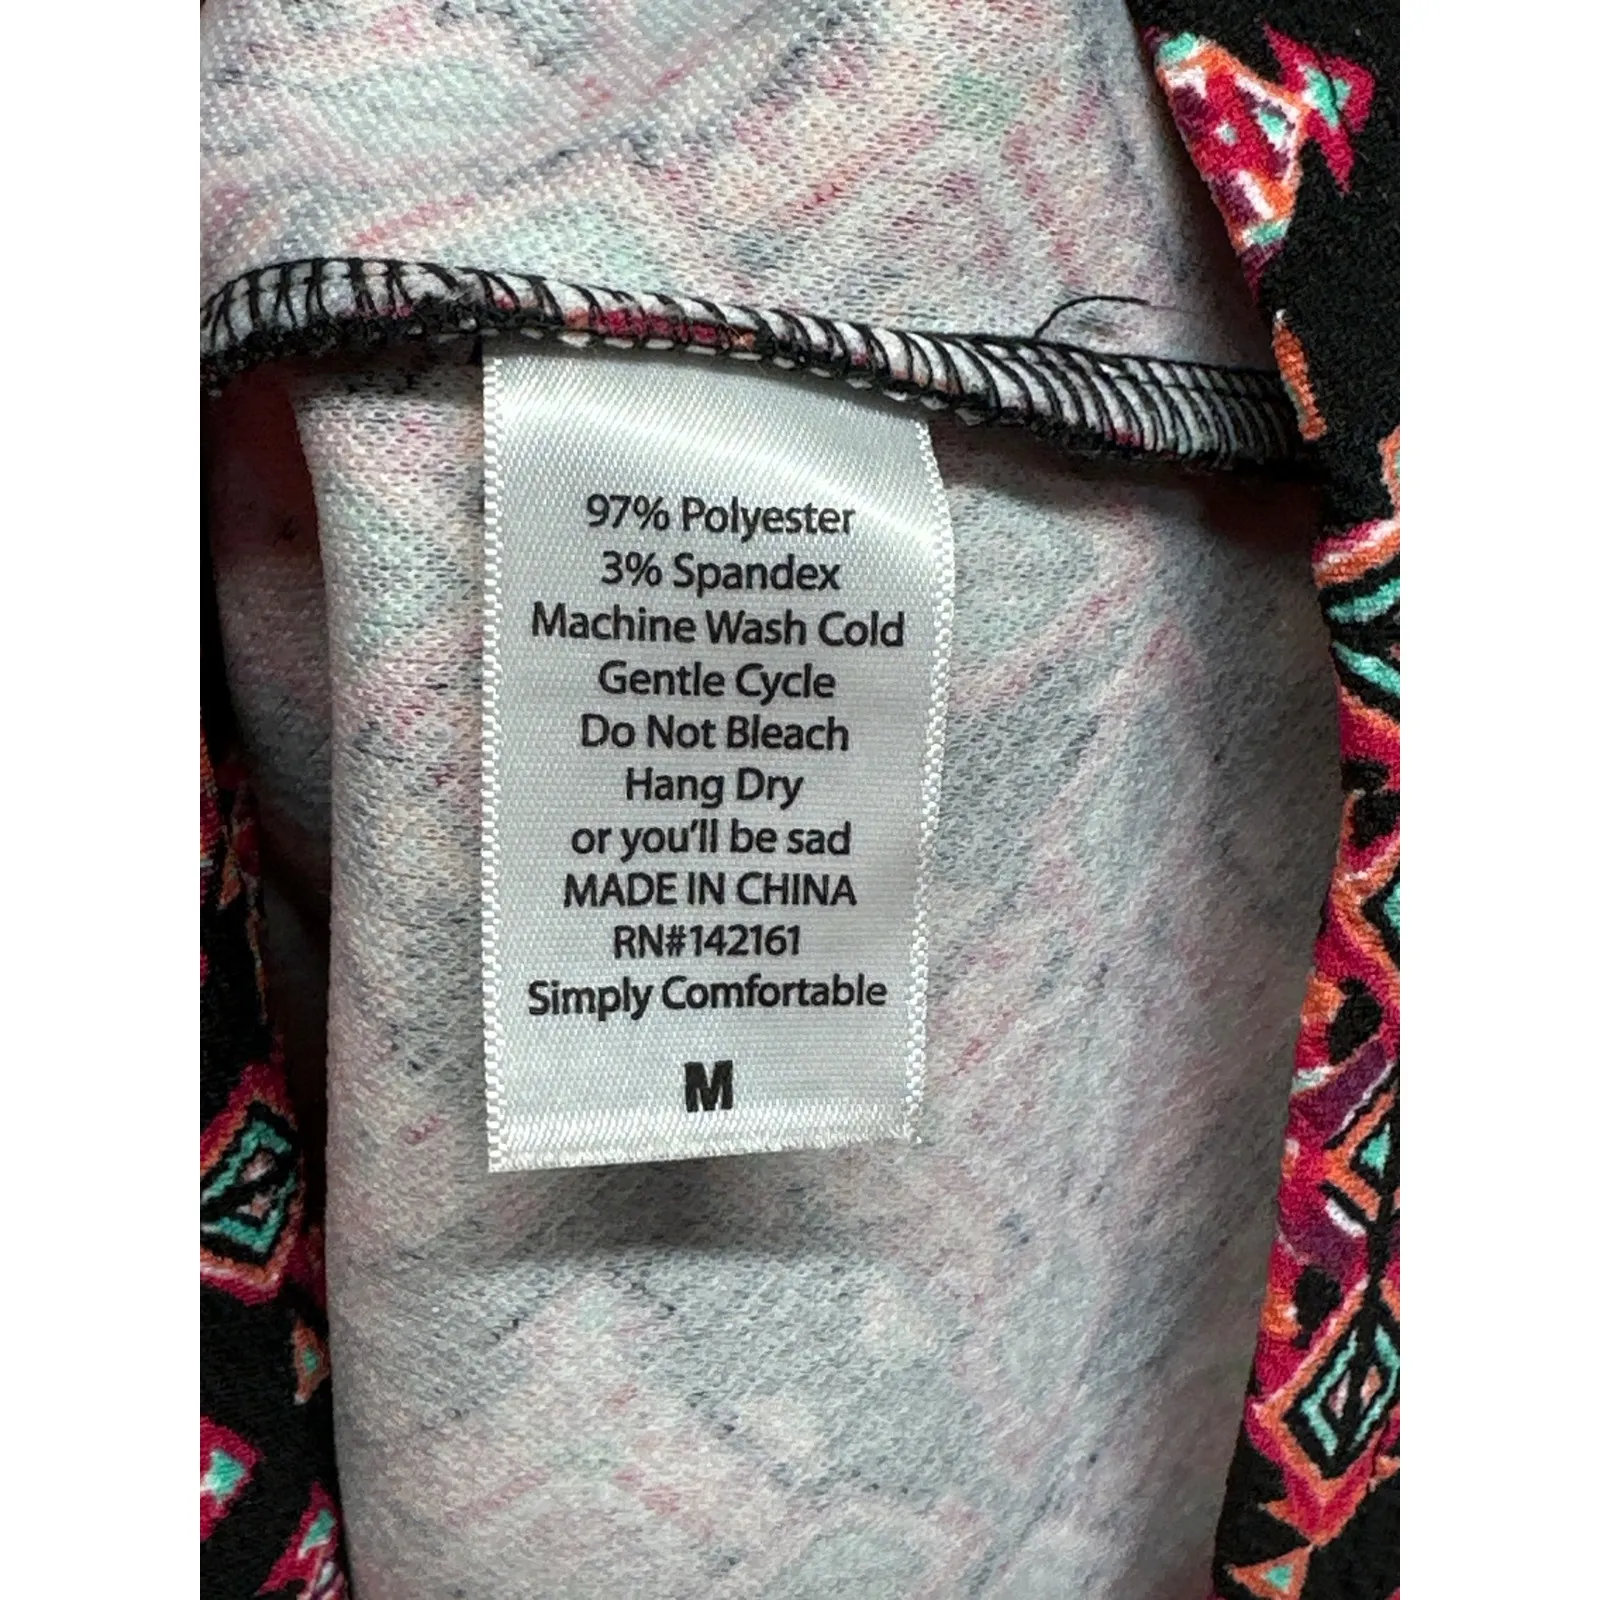 97% Polyester
3% Spandex
Machine Wash Cold
Gentle Cycle
Do Not Bleach
Hang Dry
or you'll be sad
MADE IN CHINA
RN#142161
Simply Comfortable
M